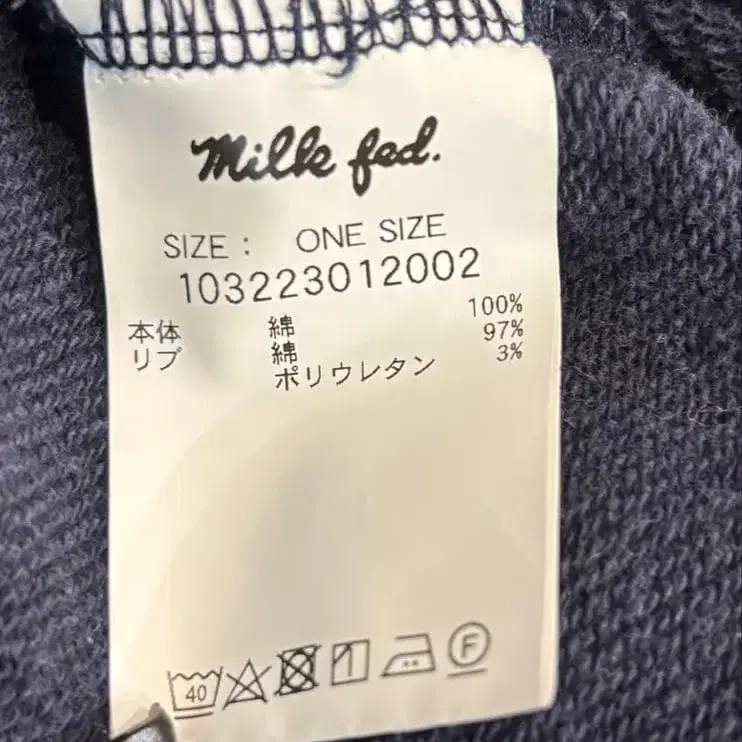 milk fed.
SIZE : ONE SIZE
103223012002
本体 綿 100%
リブ 綿 97%
ポリウレタン 3%
40 F